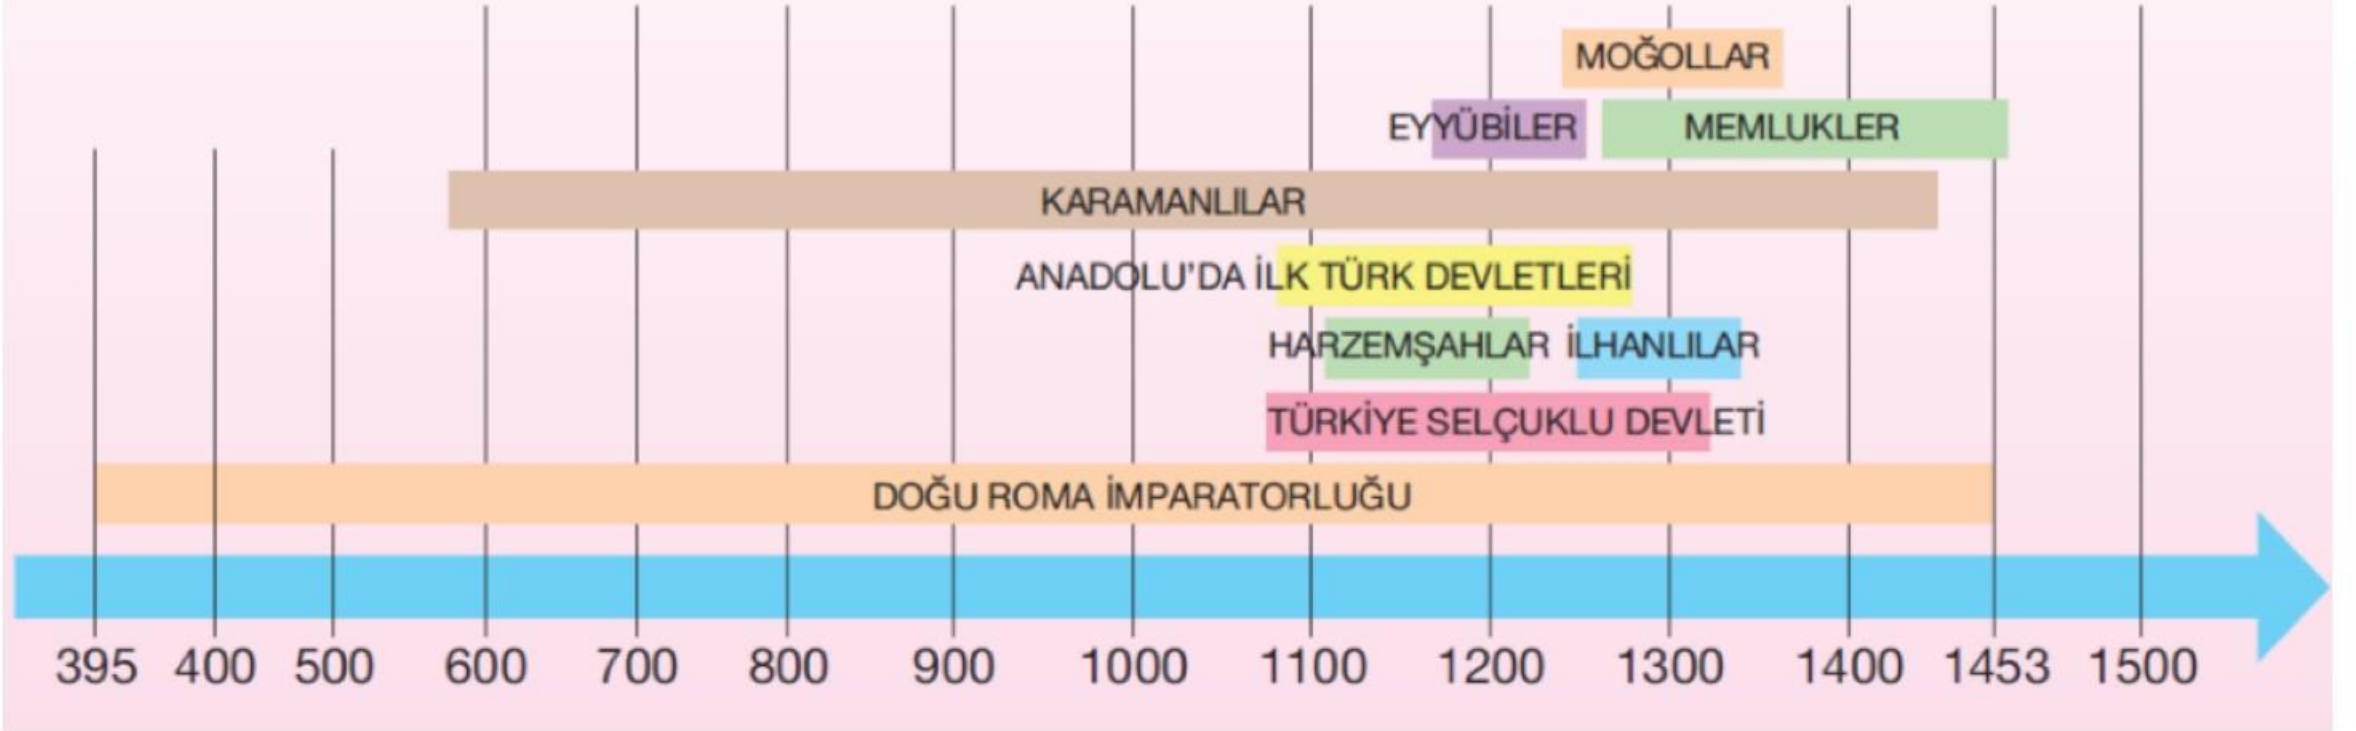 MOĞOLLAR
EYYÜBİLER MEMLUKLER
KARAMANLILAR
ANADOLU'DA İLK TÜRK DEVLETLERİ
HARZEMŞAHLAR İLHANLILAR
TÜRKİYE SELÇUKLU DEVLETİ
DOĞU ROMA İMPARATORLUĞU
395 400 500 600 700 800 900 1000 1100 1200 1300 1400 1453 1500